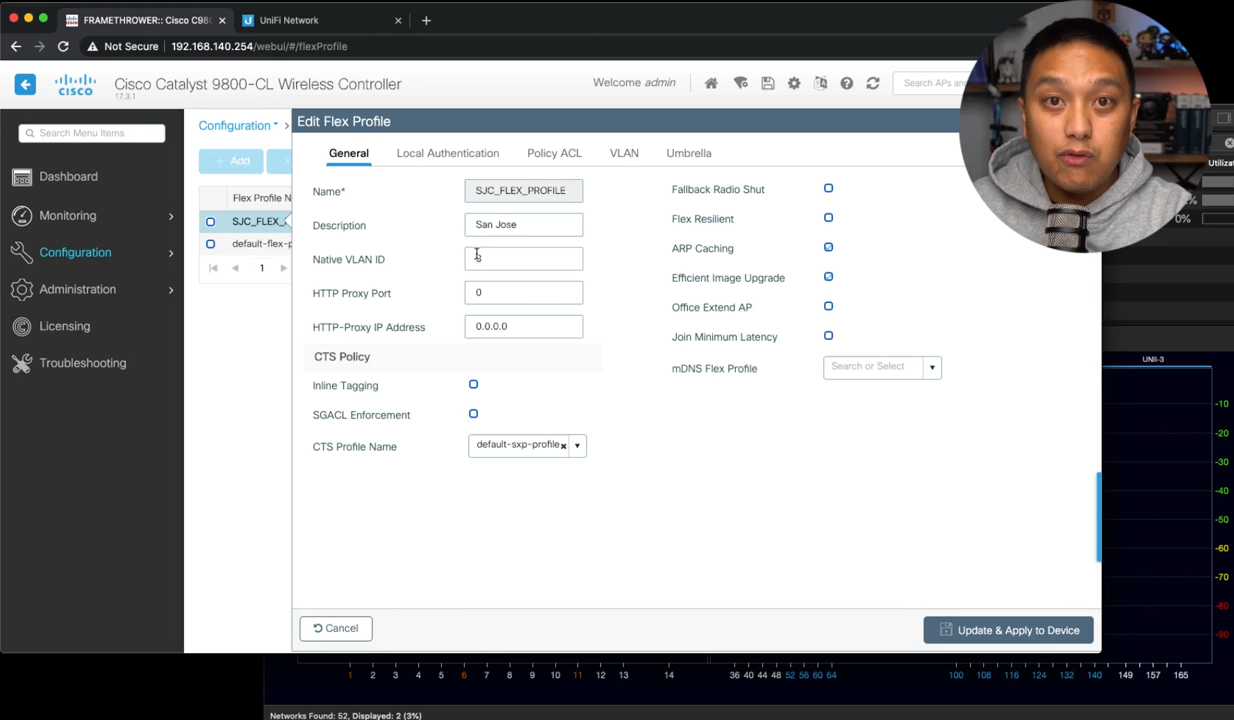 FRAMETHROWER:: Cisco C980
UniFi Network
Not Secure
192.168.140.254/webui/#/flexProfile
cisco
Cisco Catalyst 9800-CL Wireless Controller
17.3.1
Welcome admin
Search APs and
Search Menu Items
Dashboard
Monitoring
Configuration
Administration
Licensing
Troubleshooting
Configuration
Add
Flex Profile N
SJC_FLEX_
default-flex-p
1
Edit Flex Profile
General
Local Authentication
Policy ACL
VLAN
Umbrella
Name*
SJC_FLEX_PROFILE
Description
San Jose
Native VLAN ID
HTTP Proxy Port
0
HTTP-Proxy IP Address
0.0.0.0
CTS Policy
Inline Tagging
SGACL Enforcement
CTS Profile Name
default-sxp-profile
Fallback Radio Shut
Flex Resilient
ARP Caching
Efficient Image Upgrade
Office Extend AP
Join Minimum Latency
mDNS Flex Profile
Search or Select
Cancel
Update & Apply to Device
Utilizat
%
0%
UNII-3
-10
-20
-30
-40
-50
-60
-70
-80
-90
1 2 3 4 5 6 7 8 9 10 11 12 13 14 36 40 44 48 52 56 60 64 100 108 116 124 132 140 149 157 165
Networks Found: 52, Displayed: 2 (3%)